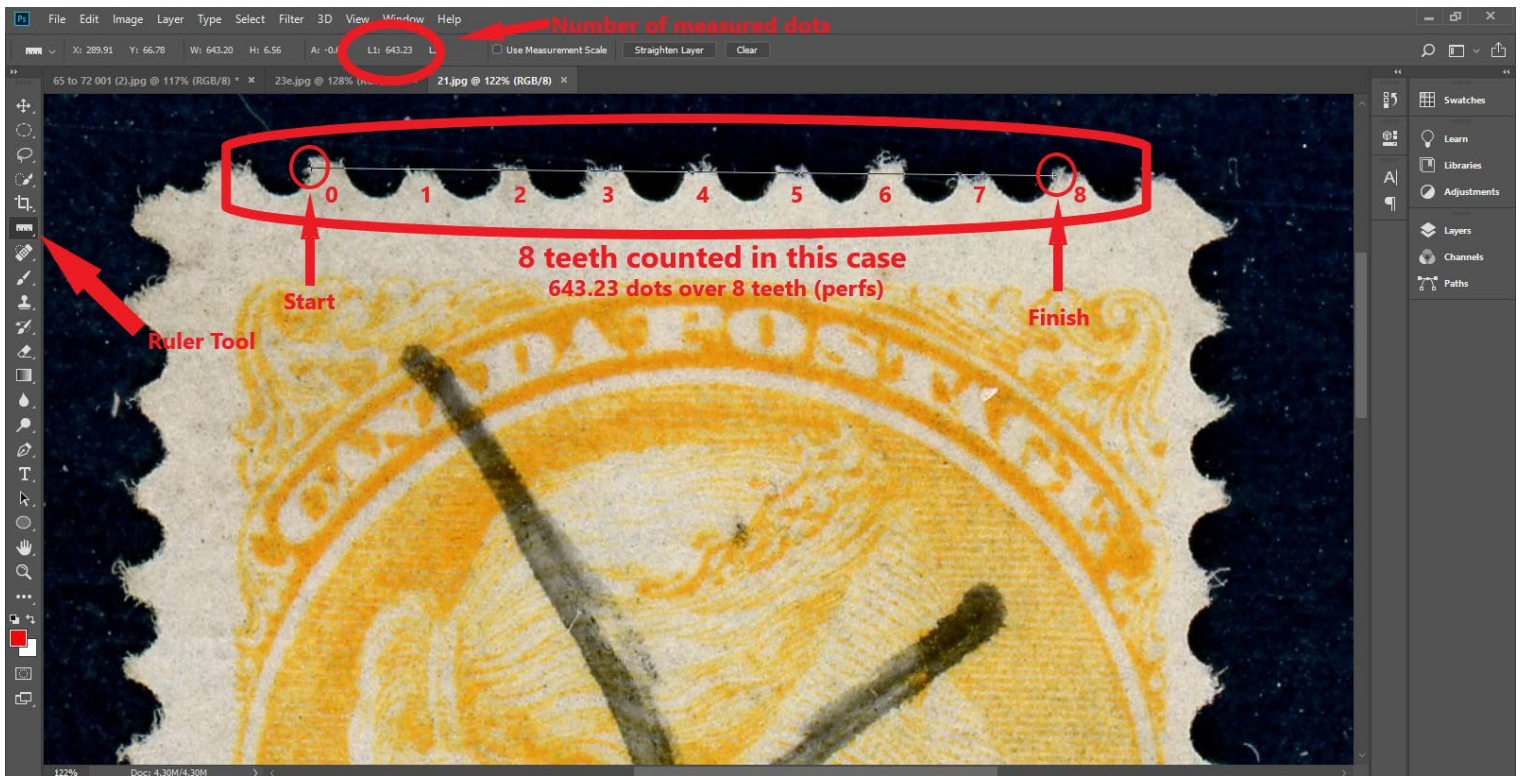 Ps File Edit Image Layer Type Select Filter 3D View Window Help
Number of measured dots
X: 289.91 Y: 66.78 W: 643.20 H: 6.56 A: L1: 643.23 Use Measurement Scale Straighten Layer Clear
65 to 72 001 (2).jpg @ 117% (RGB/8) * × 23e.jpg @ 128% 21.jpg @ 122% (RGB/8) ×
Swatches
Learn
Libraries
Adjustments
Layers
Channels
Paths
0 1 2 3 4 5 6 7 8
8 teeth counted in this case
643.23 dots over 8 teeth (perfs)
Start
Finish
Ruler Tool
CANADA POSTAGE
122% Doc: 4.30M/4.30M